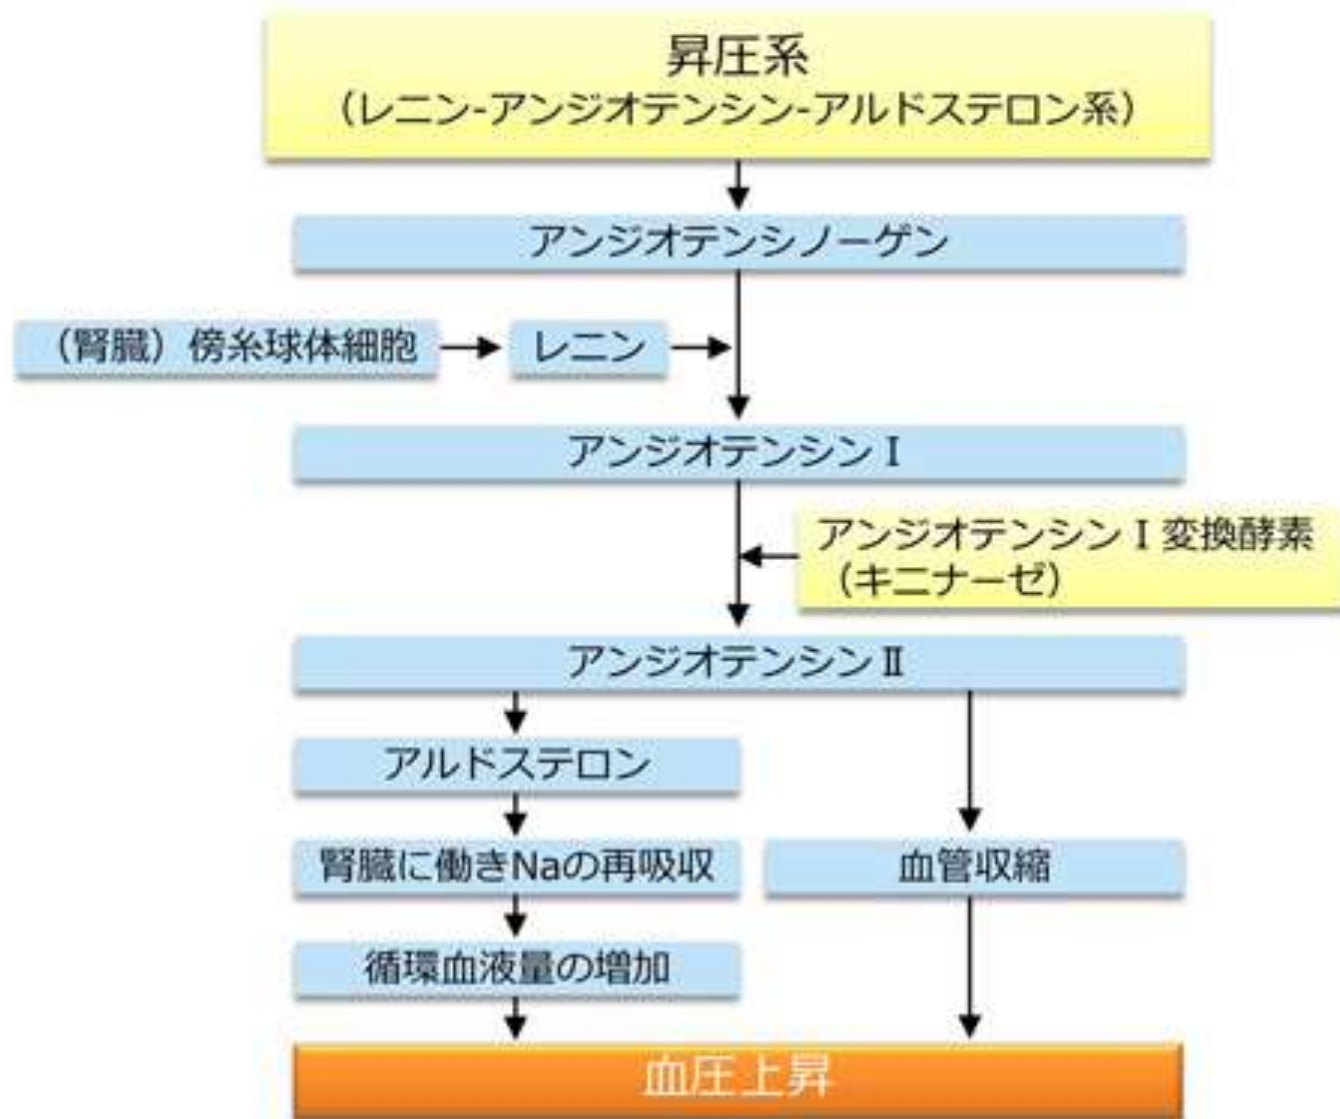 昇圧系
（レニン-アンジオテンシン-アルドステロン系）
アンジオテンシノーゲン
（腎臓）傍糸球体細胞
レニン
アンジオテンシンⅠ
アンジオテンシンⅠ変換酵素
（キニナーゼ）
アンジオテンシンⅡ
アルドステロン
腎臓に働きNaの再吸収
血管収縮
循環血液量の増加
血圧上昇